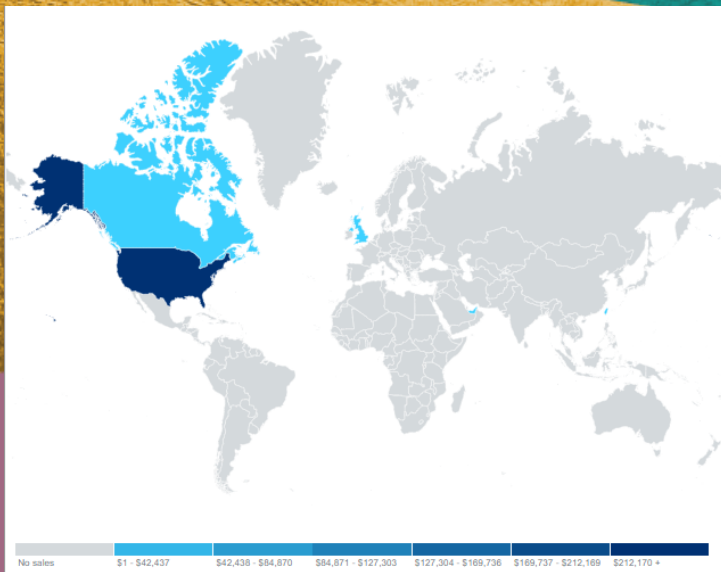 No sales
$1 - $42,437
$42,438 - $84,870
$84,871 - $127,303
$127,304 - $169,736
$169,737 - $212,169
$212,170 +